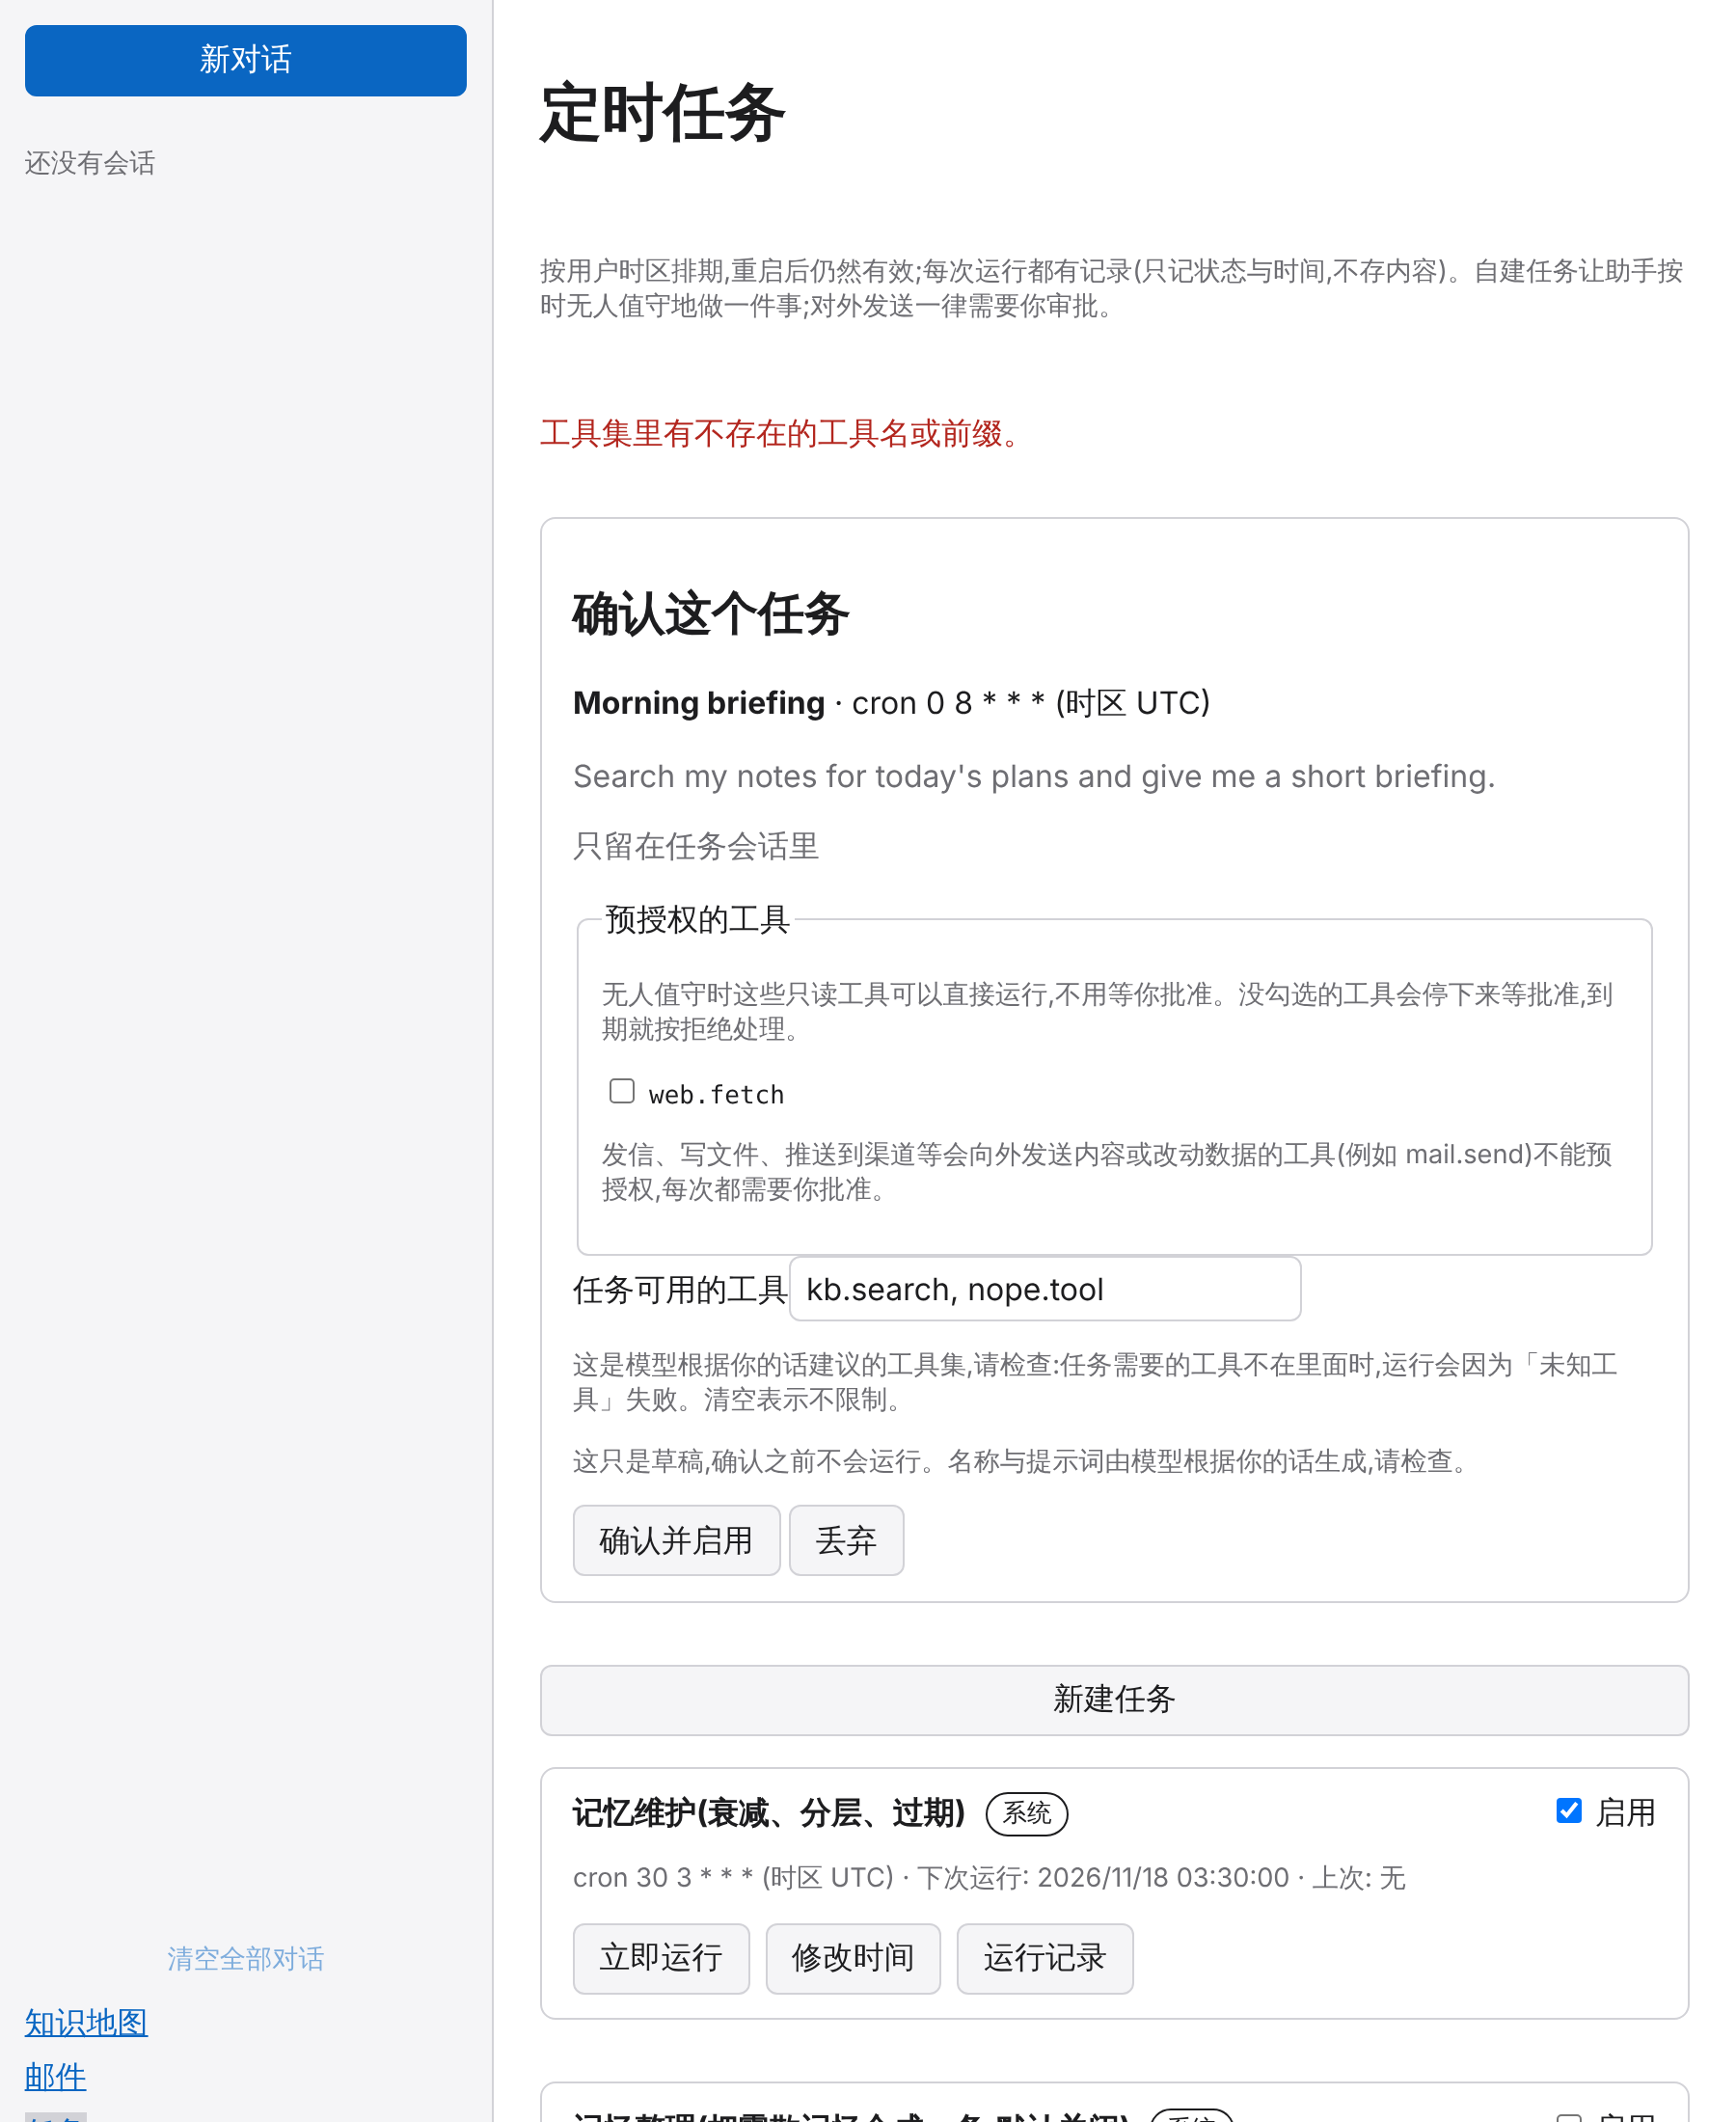 新对话
还没有会话
定时任务
按用户时区排期,重启后仍然有效;每次运行都有记录(只记状态与时间,不存内容)。自建任务让助手按
时无人值守地做一件事;对外发送一律需要你审批。
工具集里有不存在的工具名或前缀。
确认这个任务
Morning briefing · cron 0 8 * * * (时区 UTC)
Search my notes for today's plans and give me a short briefing.
只留在任务会话里
预授权的工具
无人值守时这些只读工具可以直接运行,不用等你批准。没勾选的工具会停下来等批准,到
期就按拒绝处理。
web.fetch
发信、写文件、推送到渠道等会向外发送内容或改动数据的工具(例如 mail.send)不能预
授权,每次都需要你批准。
任务可用的工具 kb.search, nope.tool
这是模型根据你的话建议的工具集,请检查:任务需要的工具不在里面时,运行会因为「未知工
具」失败。清空表示不限制。
这只是草稿,确认之前不会运行。名称与提示词由模型根据你的话生成,请检查。
确认并启用 丢弃
新建任务
记忆维护(衰减、分层、过期) 系统 启用
cron 30 3 * * * (时区 UTC) · 下次运行: 2026/11/18 03:30:00 · 上次: 无
立即运行 修改时间 运行记录
清空全部对话
知识地图
邮件